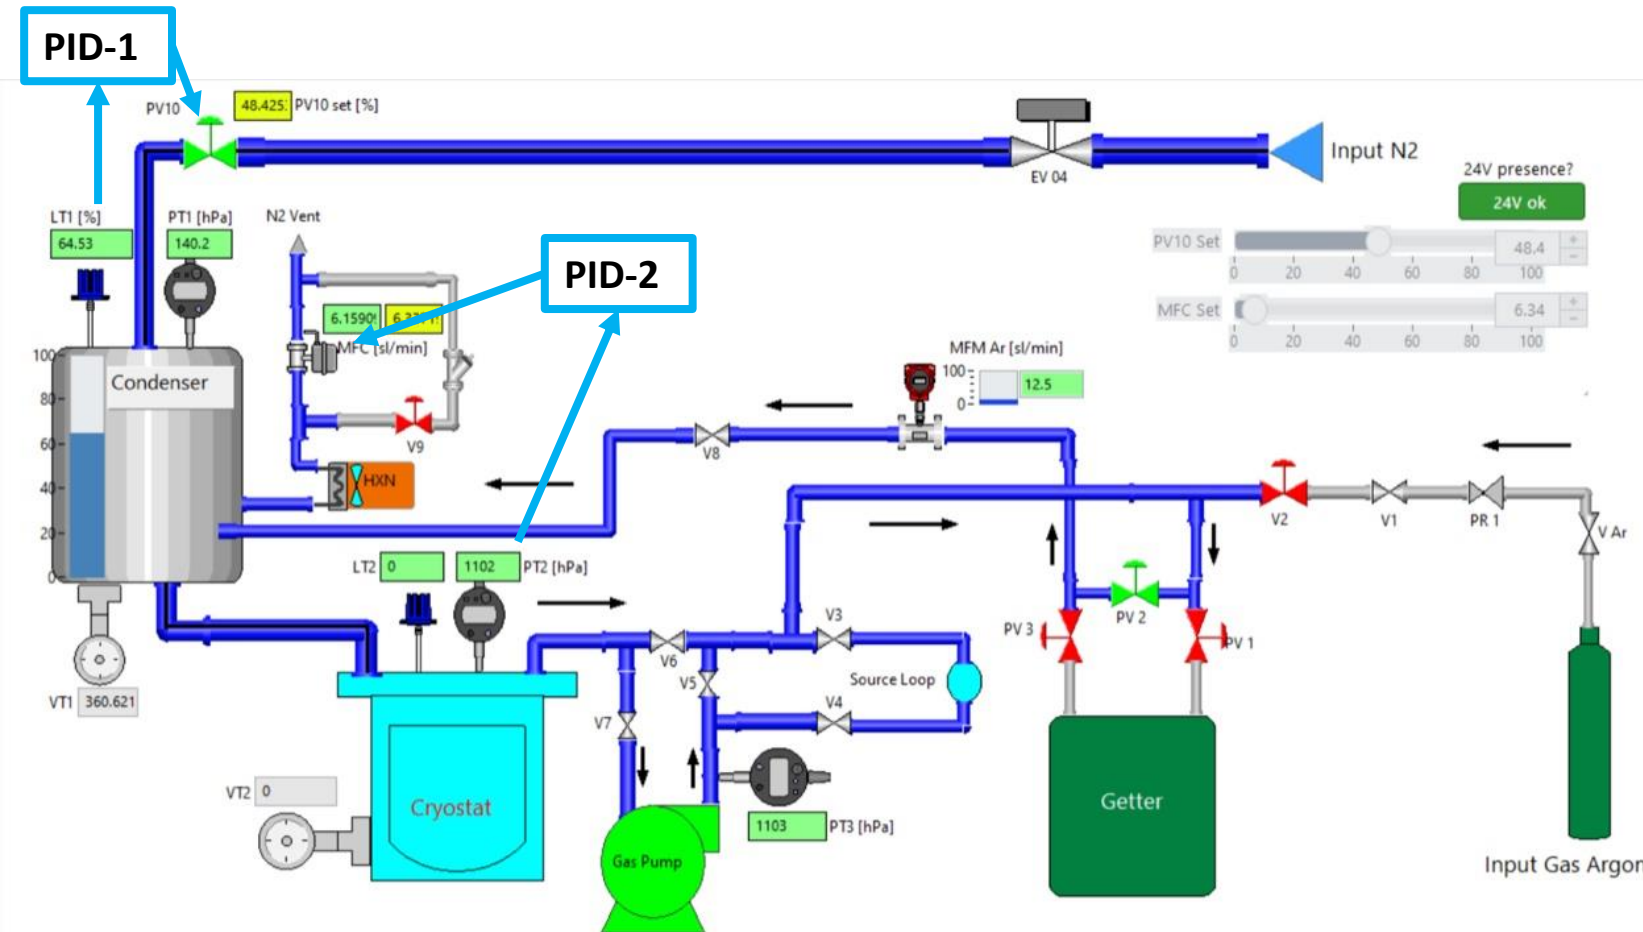 PID-1
PV10
48.425
PV10 set [%]
Input N2
EV 04
24V presence?
24V ok
LT1 [%]
PT1 [hPa]
N2 Vent
64.53
140.2
PID-2
PV10 Set
48.4
0 20 40 60 80 100
MFC Set
6.34
0 20 40 60 80 100
6.1590
MFC [sl/min]
MFM Ar [sl/min]
100
0
12.5
100
80
60
40
20
0
Condenser
V9
V8
HXN
V2
V1
PR 1
V Ar
LT2
0
1102
PT2 [hPa]
V3
PV 3
PV 2
PV 1
V6
V5
Source Loop
V4
V7
VT1
360.621
VT2
0
Cryostat
1103
PT3 [hPa]
Gas Pump
Getter
Input Gas Argon